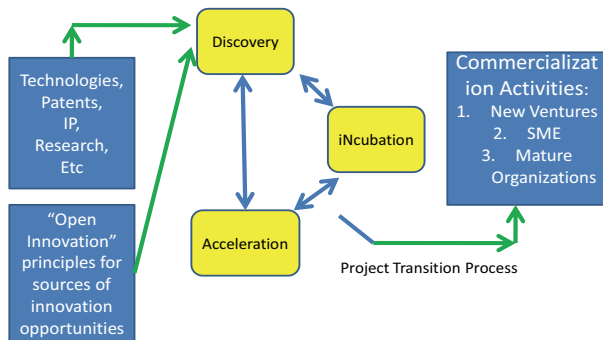 Discovery
Technologies,
Patents,
IP,
Research,
Etc
Commercializat
ion Activities:
1. New Ventures
2. SME
3. Mature
Organizations
iNcubation
"Open
Innovation"
principles for
sources of
innovation
opportunities
Acceleration
Project Transition Process